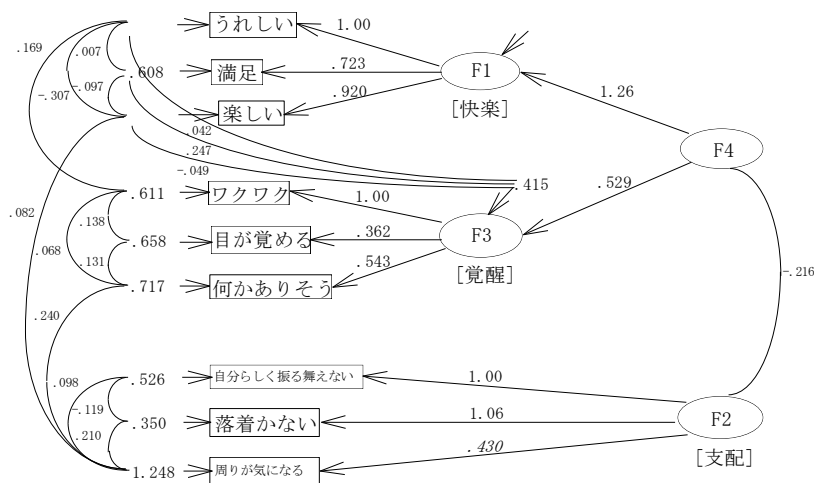 うれしい
1.00
.169
.007
F1
.608
満足
.723
-.097
.920
-.307
楽しい
[快楽]
1.26
.042
.247
-.049
F4
.415
.611
ワクワク
1.00
.529
.082
.138
.658
目が覚める
.362
F3
.068
.131
.543
[覚醒]
.717
何かありそう
-.216
.240
.098
.526
自分らしく振る舞えない
1.00
-.119
.350
落着かない
1.06
F2
.210
.430
[支配]
1.248
周りが気になる